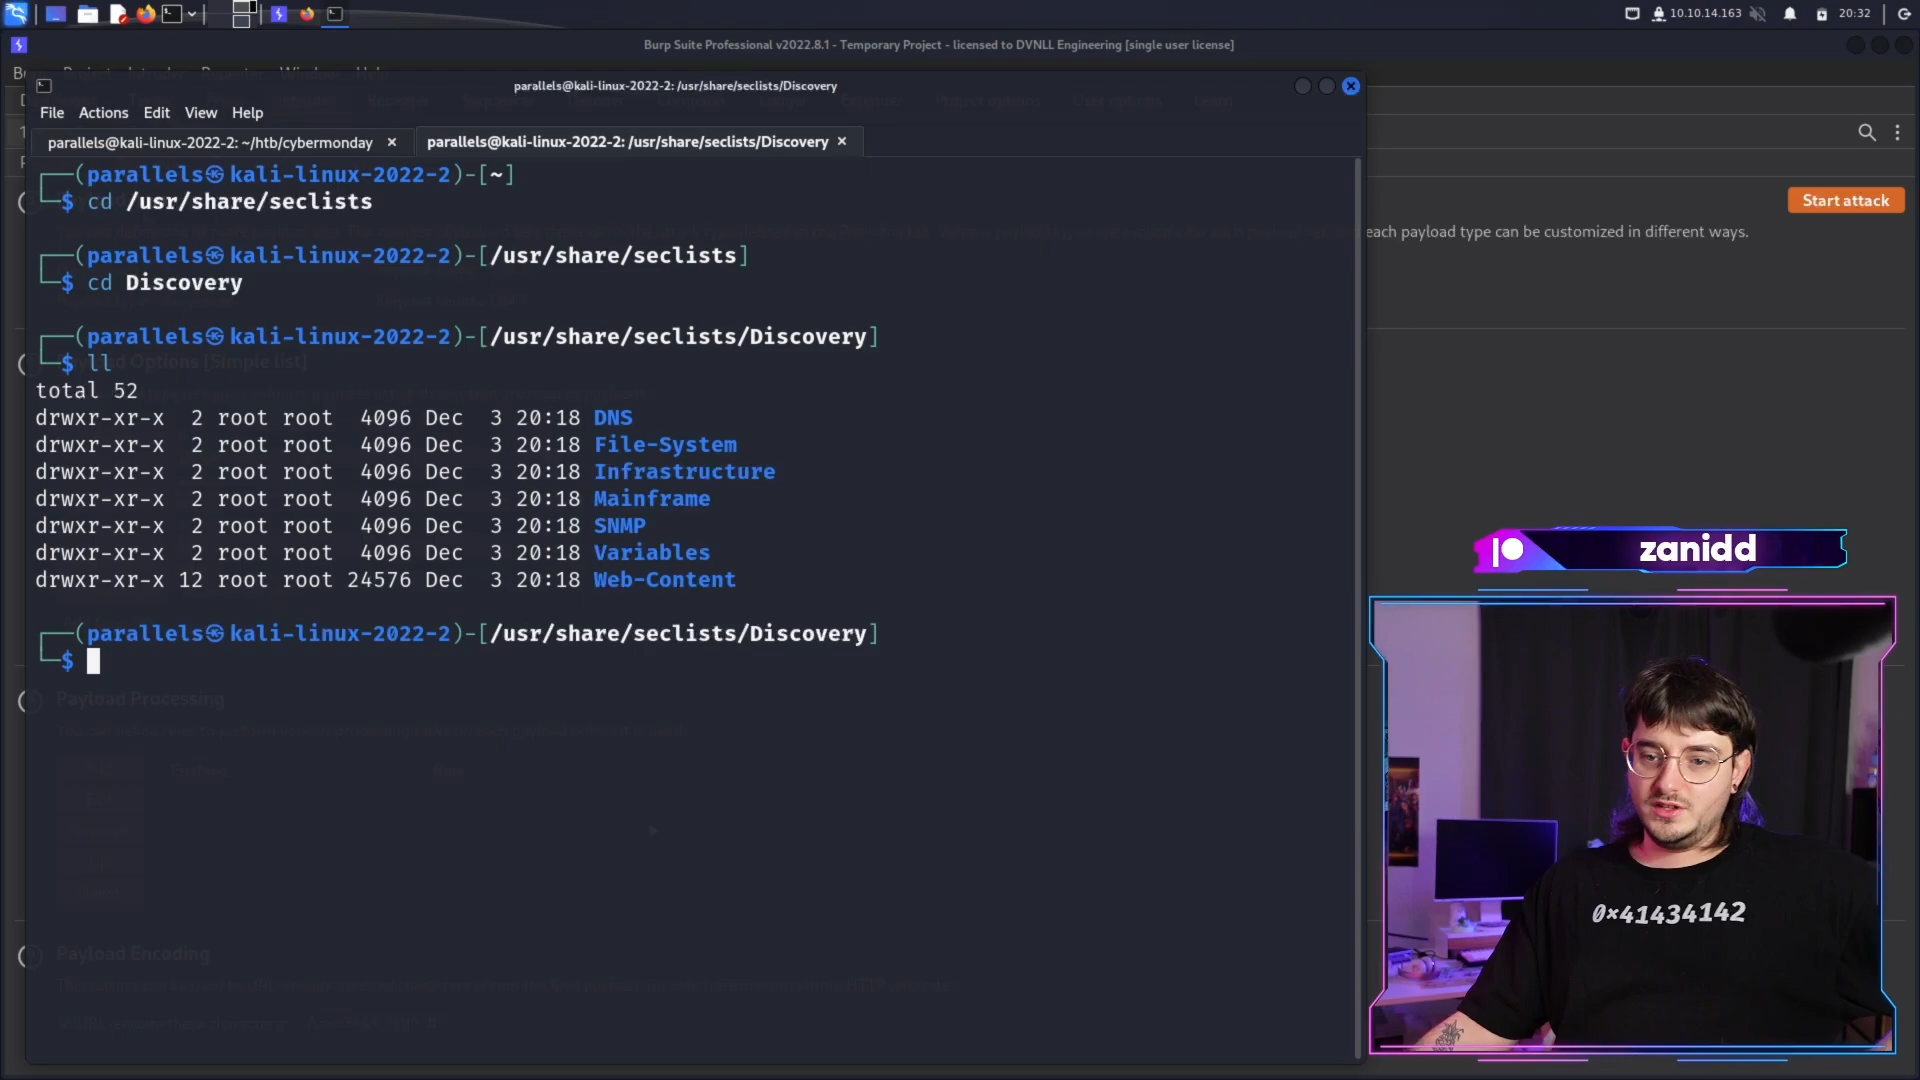 10.10.14.163
20:32
Burp Suite Professional v2022.8.1 - Temporary Project - licensed to DVNLL Engineering [single user license]
parallels@kali-linux-2022-2: /usr/share/seclists/Discovery
File Actions Edit View Help
parallels@kali-linux-2022-2: ~/htb/cybermonday
parallels@kali-linux-2022-2: /usr/share/seclists/Discovery
┌──(parallels㉿kali-linux-2022-2)-[~]
└─$ cd /usr/share/seclists
Start attack
each payload type can be customized in different ways.
┌──(parallels㉿kali-linux-2022-2)-[/usr/share/seclists]
└─$ cd Discovery
┌──(parallels㉿kali-linux-2022-2)-[/usr/share/seclists/Discovery]
└─$ ll
Payload Options [Simple list]
total 52
drwxr-xr-x 2 root root 4096 Dec 3 20:18 DNS
drwxr-xr-x 2 root root 4096 Dec 3 20:18 File-System
drwxr-xr-x 2 root root 4096 Dec 3 20:18 Infrastructure
drwxr-xr-x 2 root root 4096 Dec 3 20:18 Mainframe
drwxr-xr-x 2 root root 4096 Dec 3 20:18 SNMP
drwxr-xr-x 2 root root 4096 Dec 3 20:18 Variables
drwxr-xr-x 12 root root 24576 Dec 3 20:18 Web-Content
┌──(parallels㉿kali-linux-2022-2)-[/usr/share/seclists/Discovery]
└─$
Payload Processing
Payload Encoding
zanidd
0×41434142